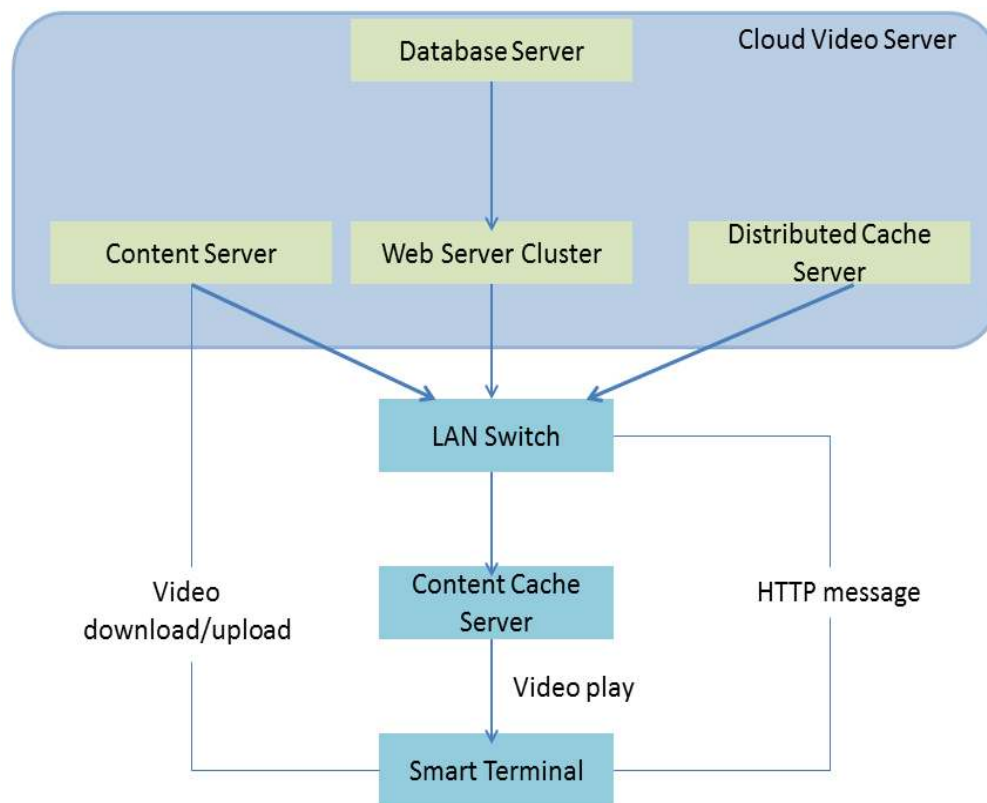 Cloud Video Server
Database Server
Content Server
Web Server Cluster
Distributed Cache
Server
LAN Switch
Content Cache
Server
Video
download/upload
HTTP message
Video play
Smart Terminal